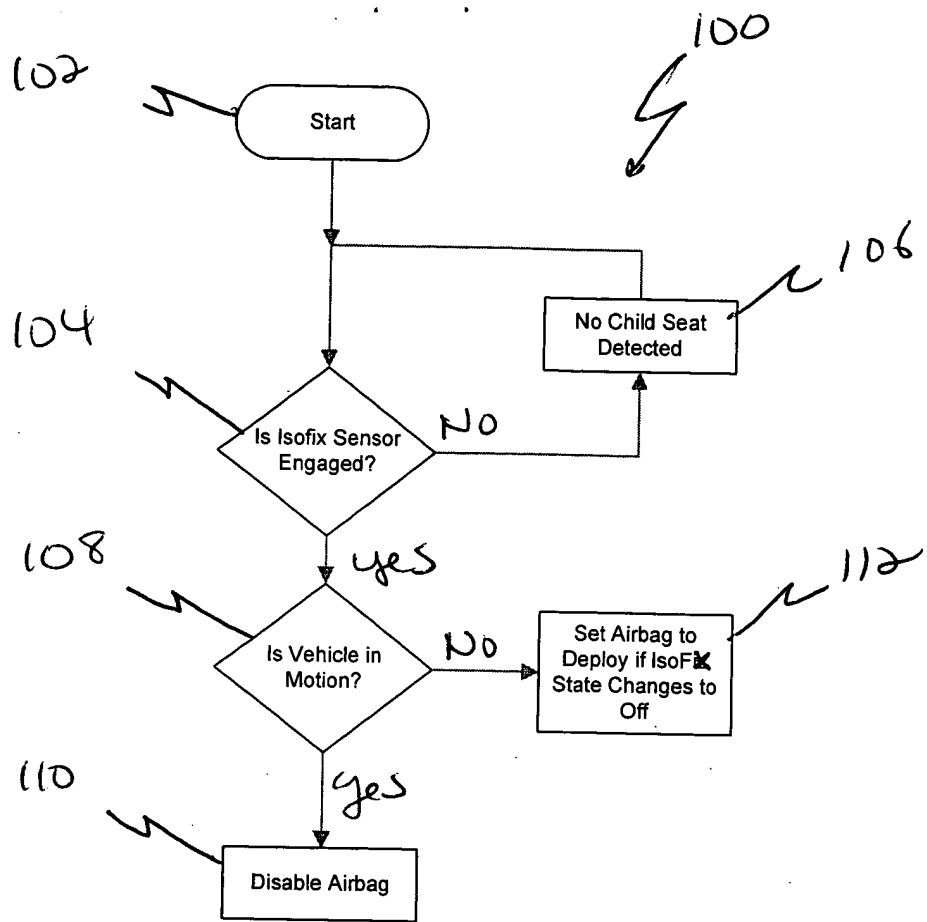 100
102
Start
106
No Child Seat
Detected
104
Is Isofix Sensor
Engaged?
No
yes
108
112
Is Vehicle in
Motion?
No
Set Airbag to
Deploy if IsoFix
State Changes to
Off
yes
110
Disable Airbag